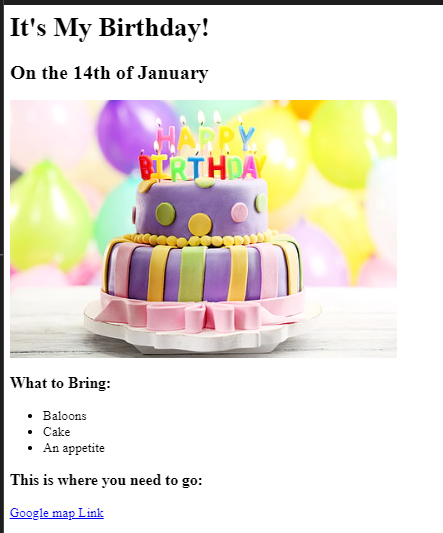 It's My Birthday!
On the 14th of January
HAPPY
BIRTHDAY
What to Bring:
Baloons
Cake
An appetite
This is where you need to go:
Google map Link